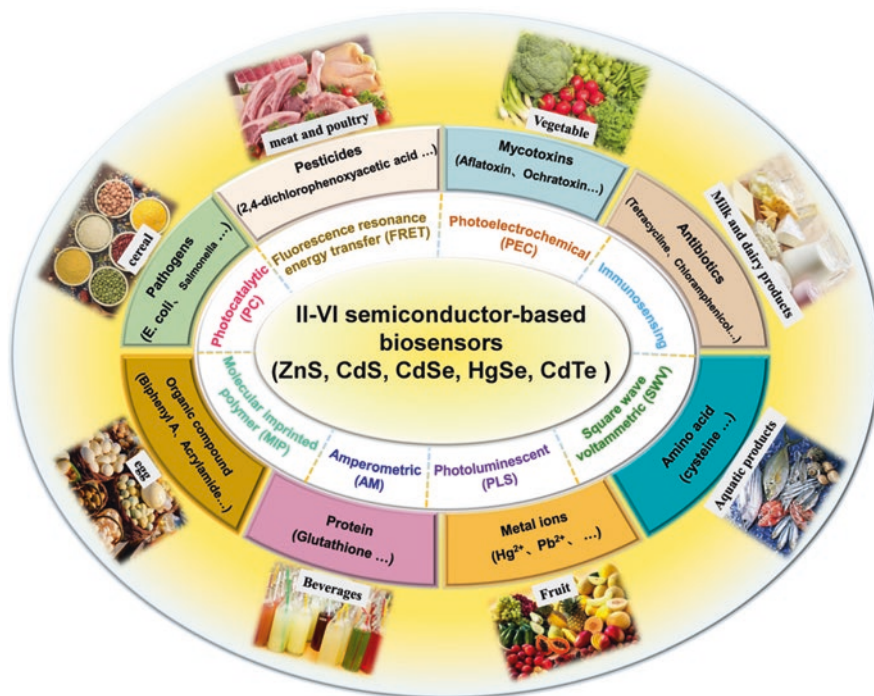 meat and poultry
Vegetable
Milk and dairy products
Aquatic products
Fruit
Beverages
egg
cereal
Pesticides
(2,4-dichlorophenoxyacetic acid ...)
Mycotoxins
(Aflatoxin、Ochratoxin...)
Antibiotics
(Tetracycline、Chloramphenicol...)
Amino acid
(cysteine ...)
Metal ions
(Hg²⁺、Pb²⁺、...)
Protein
(Glutathione ...)
Organic compound
(Biphenyl A、Acrylamide...)
Pathogens
(E. coli、Salmonella ...)
Fluorescence resonance
energy transfer (FRET)
Photoelectrochemical
(PEC)
Immunosensing
Square wave
voltammetric (SWV)
Photoluminescent
(PLS)
Amperometric
(AM)
Molecular imprinted
polymer (MIP)
Photocatalytic
(PC)
II-VI semiconductor-based
biosensors
(ZnS, CdS, CdSe, HgSe, CdTe )